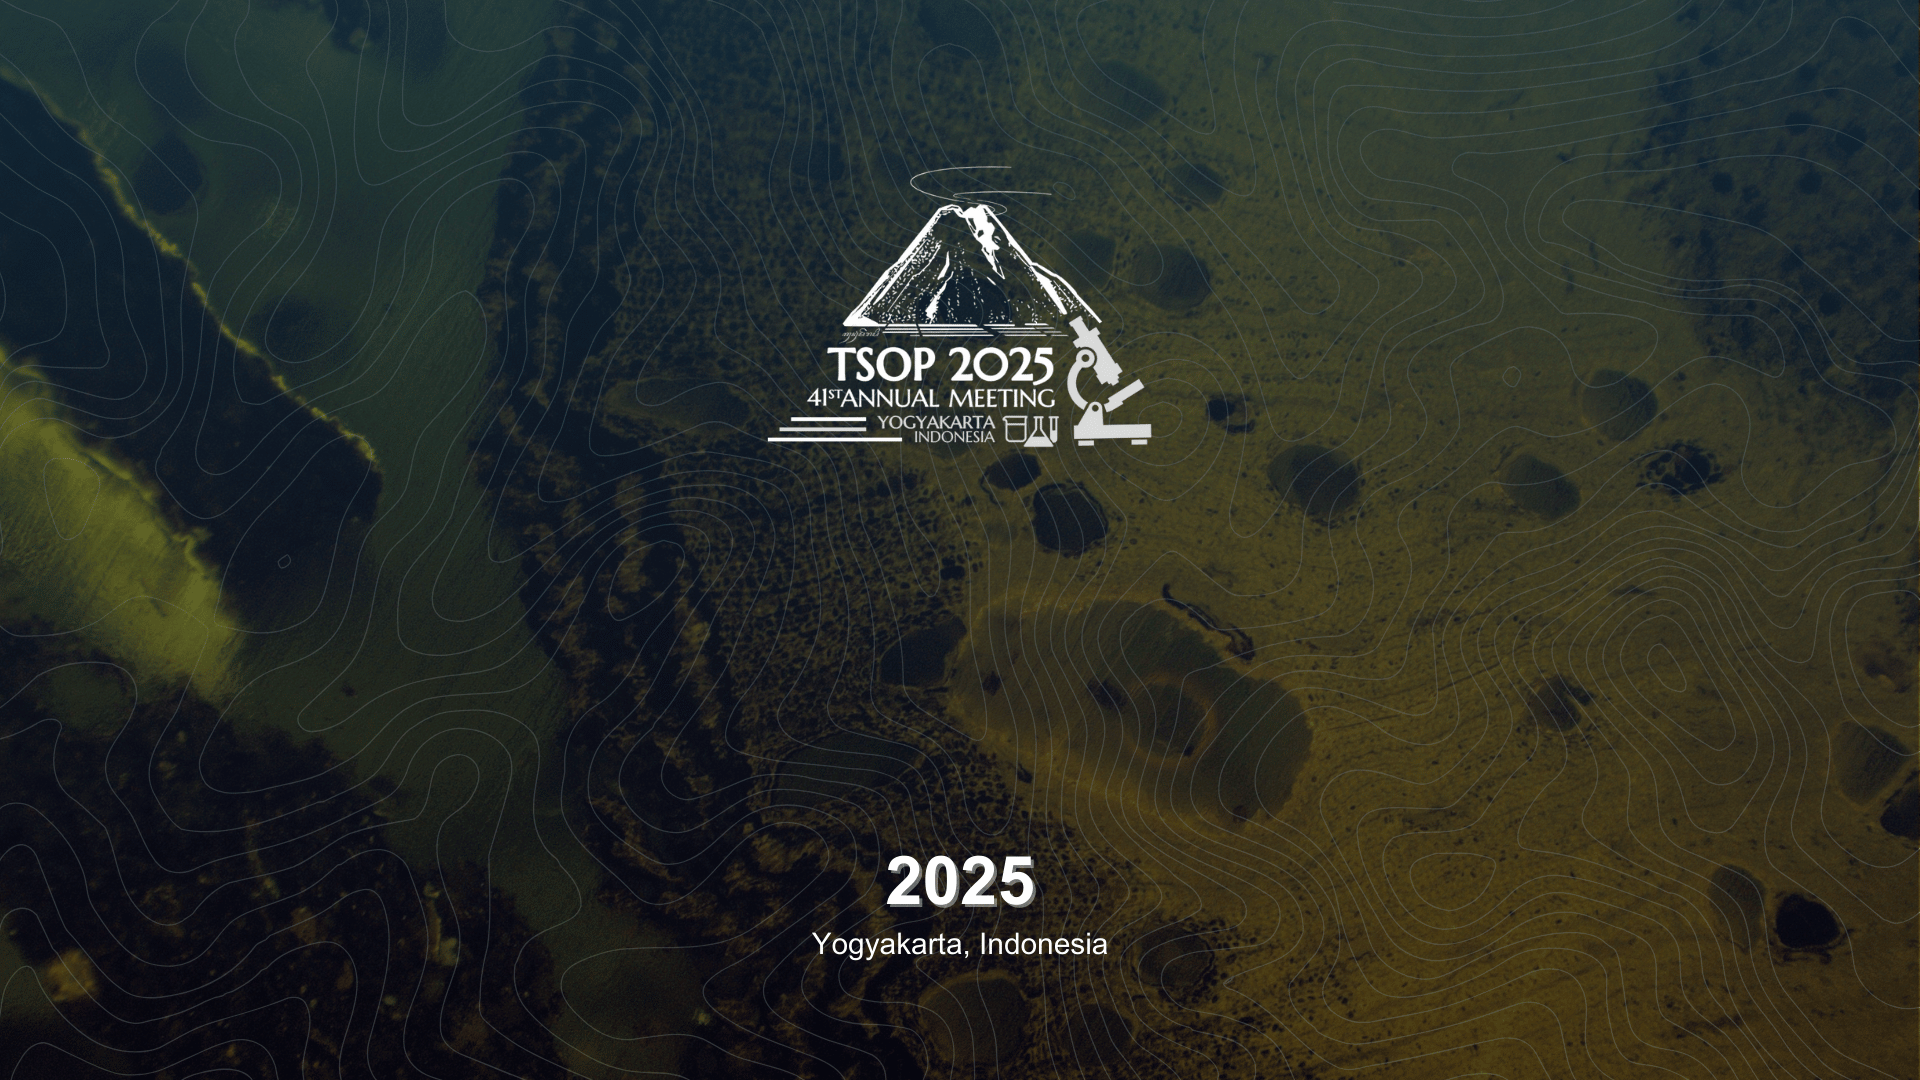 TSOP 2025
41ST ANNUAL MEETING
YOGYAKARTA
INDONESIA
2025
Yogyakarta, Indonesia